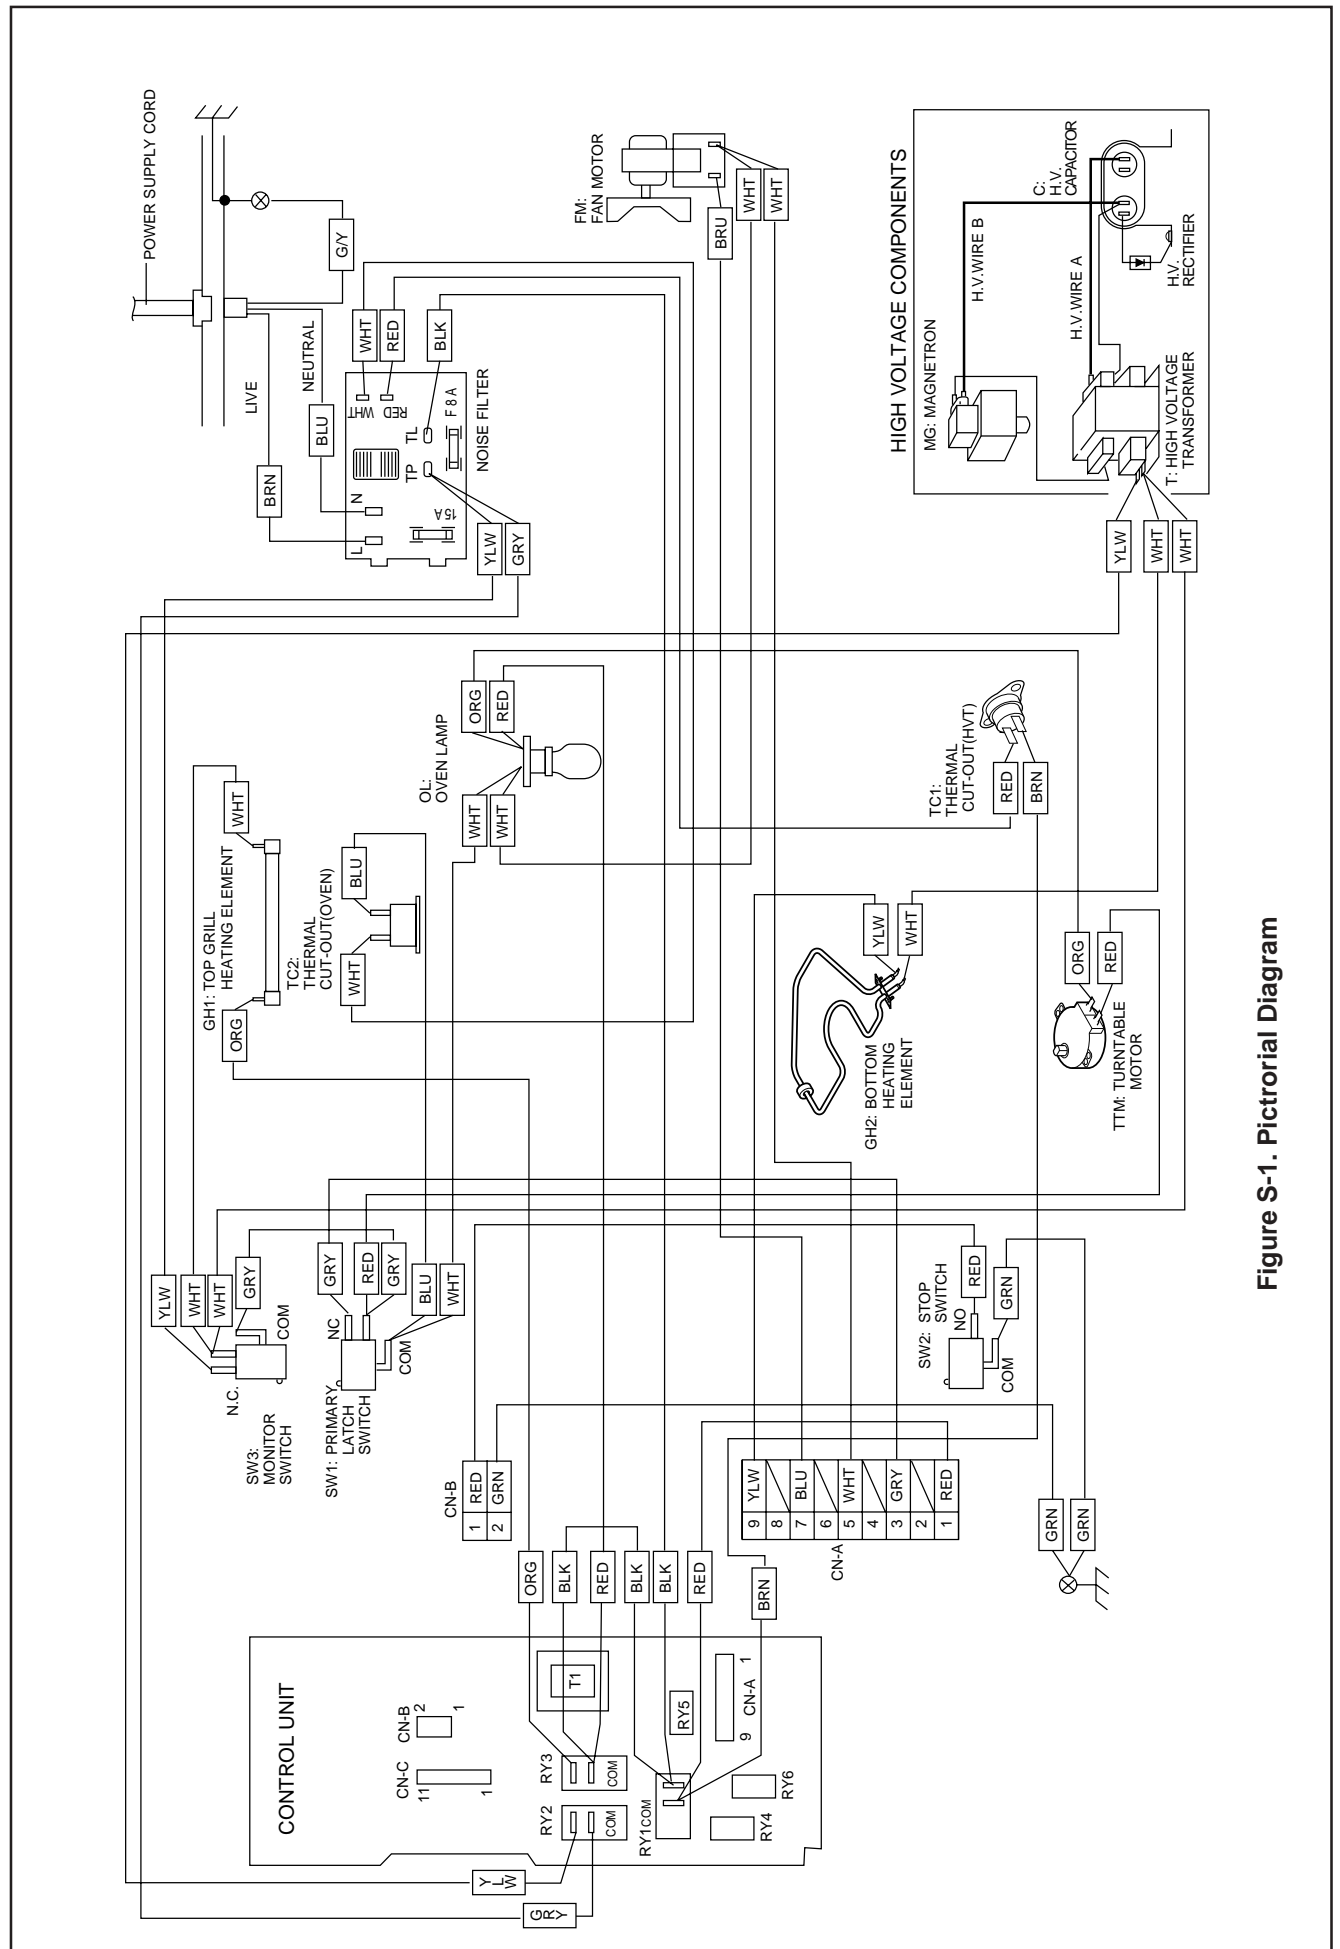 POWER SUPPLY CORD
G/Y
LIVE
NEUTRAL
BRN
BLU
WHT
RED
BLK
WHT
RED
TL
TP
F 8 A
N
L
15 A
NOISE FILTER
YLW
GRY
FM:
FAN MOTOR
BRU
WHT
WHT
HIGH VOLTAGE COMPONENTS
C:
H.V.
CAPACITOR
H.V.WIRE B
H.V.WIRE A
H.V.
RECTIFIER
MG: MAGNETRON
T: HIGH VOLTAGE
TRANSFORMER
YLW
WHT
WHT
ORG
RED
OL:
OVEN LAMP
WHT
WHT
WHT
GH1: TOP GRILL
HEATING ELEMENT
ORG
BLU
TC2:
THERMAL
CUT-OUT(OVEN)
WHT
TC1:
THERMAL
CUT-OUT(HVT)
RED
BRN
YLW
WHT
GH2: BOTTOM
HEATING
ELEMENT
ORG
RED
TTM: TURNTABLE
MOTOR
YLW
WHT
WHT
GRY
COM
N.C.
SW3:
MONITOR
SWITCH
GRY
RED
GRY
NC
BLU
WHT
COM
SW1: PRIMARY
LATCH
SWITCH
RED
GRN
NO
SW2: STOP
SWITCH
COM
CN-B
1 RED
2 GRN
9 YLW
8
7 BLU
6
5 WHT
4
3 GRY
2
1 RED
CN-A
GRN
GRN
ORG
BLK
RED
BLK
BLK
RED
BRN
CONTROL UNIT
CN-B
2
1
CN-C
11
1
T1
RY3
COM
RY2
COM
RY5
1
CN-A
9
RY1
COM
RY6
RY4
YLW
GRY
Figure S-1. Pictrorial Diagram